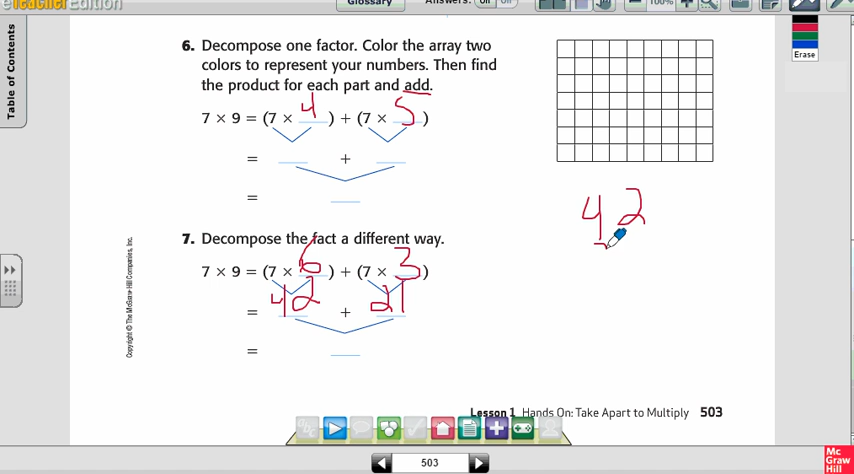 eTeacherEdition
Glossary
Answers: On Off
100%
Table of Contents
Erase
6. Decompose one factor. Color the array two
colors to represent your numbers. Then find
the product for each part and add.
7 × 9 = (7 × 4) + (7 × 5)
= +
=
42
7. Decompose the fact a different way.
7 × 9 = (7 × 6) + (7 × 3)
= 42 + 21
=
Copyright © The McGraw-Hill Companies, Inc.
Lesson 1 Hands On: Take Apart to Multiply 503
503
Mc
Graw
Hill